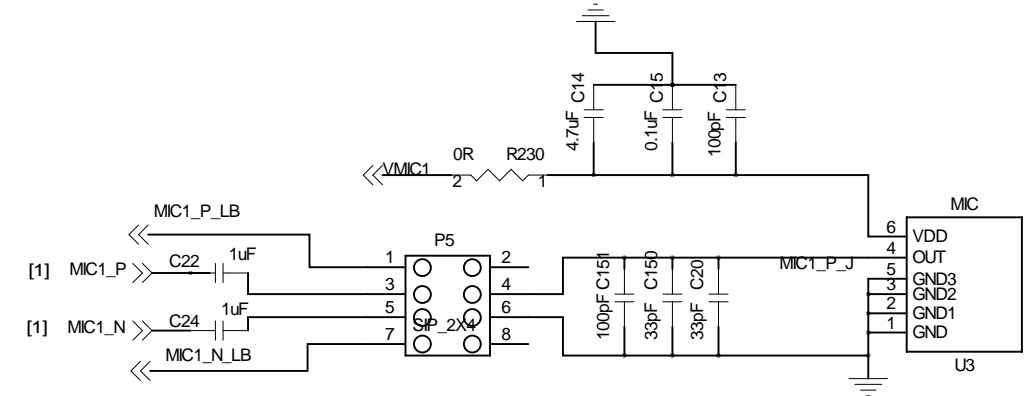 C14
4.7uF
C15
0.1uF
C13
100pF
VMIC1
0R
R230
2
1
MIC1_P_LB
[1] MIC1_P
C22
1uF
[1] MIC1_N
C24
1uF
MIC1_N_LB
P5
1
2
3
4
5
6
7
8
SIP_2X4
C151
100pF
C150
33pF
C20
33pF
MIC1_P_J
MIC
6 VDD
4 OUT
5 GND3
3 GND2
2 GND1
1 GND
U3